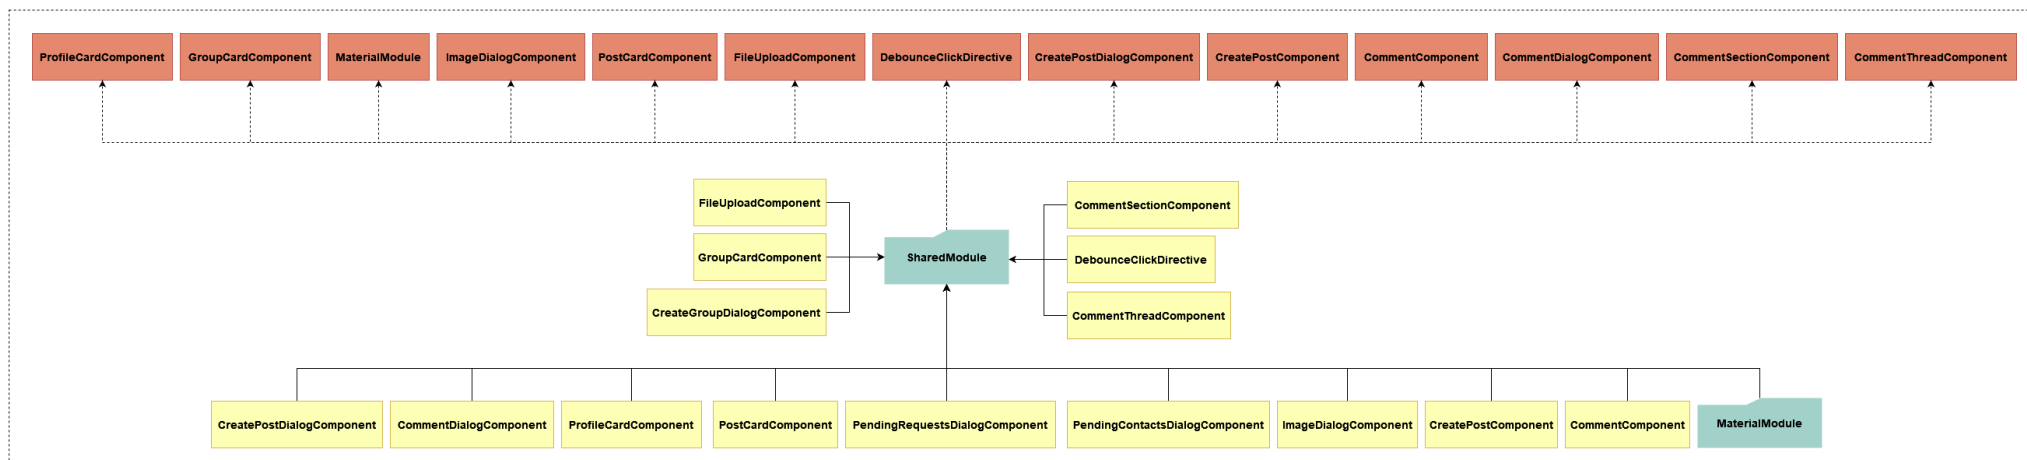 ProfileCardComponent
GroupCardComponent
MaterialModule
ImageDialogComponent
PostCardComponent
FileUploadComponent
DebounceClickDirective
CreatePostDialogComponent
CreatePostComponent
CommentComponent
CommentDialogComponent
CommentSectionComponent
CommentThreadComponent
FileUploadComponent
GroupCardComponent
CreateGroupDialogComponent
SharedModule
CommentSectionComponent
DebounceClickDirective
CommentThreadComponent
CreatePostDialogComponent
CommentDialogComponent
ProfileCardComponent
PostCardComponent
PendingRequestsDialogComponent
PendingContactsDialogComponent
ImageDialogComponent
CreatePostComponent
CommentComponent
MaterialModule